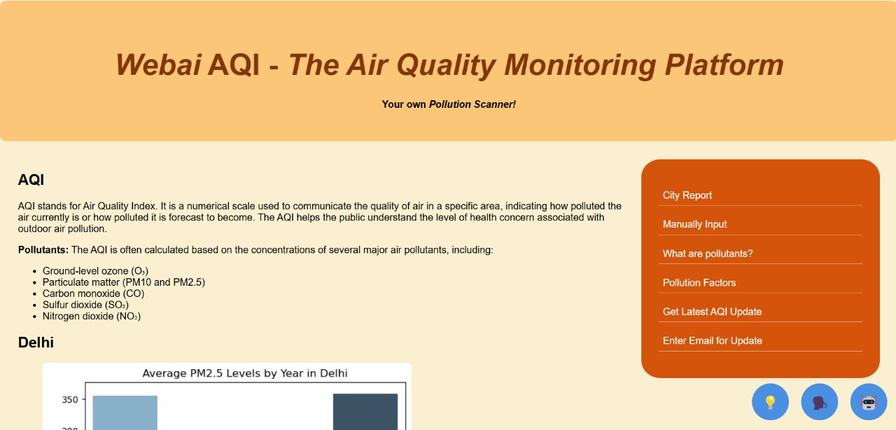 Webai AQI - The Air Quality Monitoring Platform
Your own Pollution Scanner!
AQI
AQI stands for Air Quality Index. It is a numerical scale used to communicate the quality of air in a specific area, indicating how polluted the
air currently is or how polluted it is forecast to become. The AQI helps the public understand the level of health concern associated with
outdoor air pollution.
Pollutants: The AQI is often calculated based on the concentrations of several major air pollutants, including:
Ground-level ozone (O₃)
Particulate matter (PM10 and PM2.5)
Carbon monoxide (CO)
Sulfur dioxide (SO₂)
Nitrogen dioxide (NO₂)
Delhi
Average PM2.5 Levels by Year in Delhi
350
City Report
Manually Input
What are pollutants?
Pollution Factors
Get Latest AQI Update
Enter Email for Update